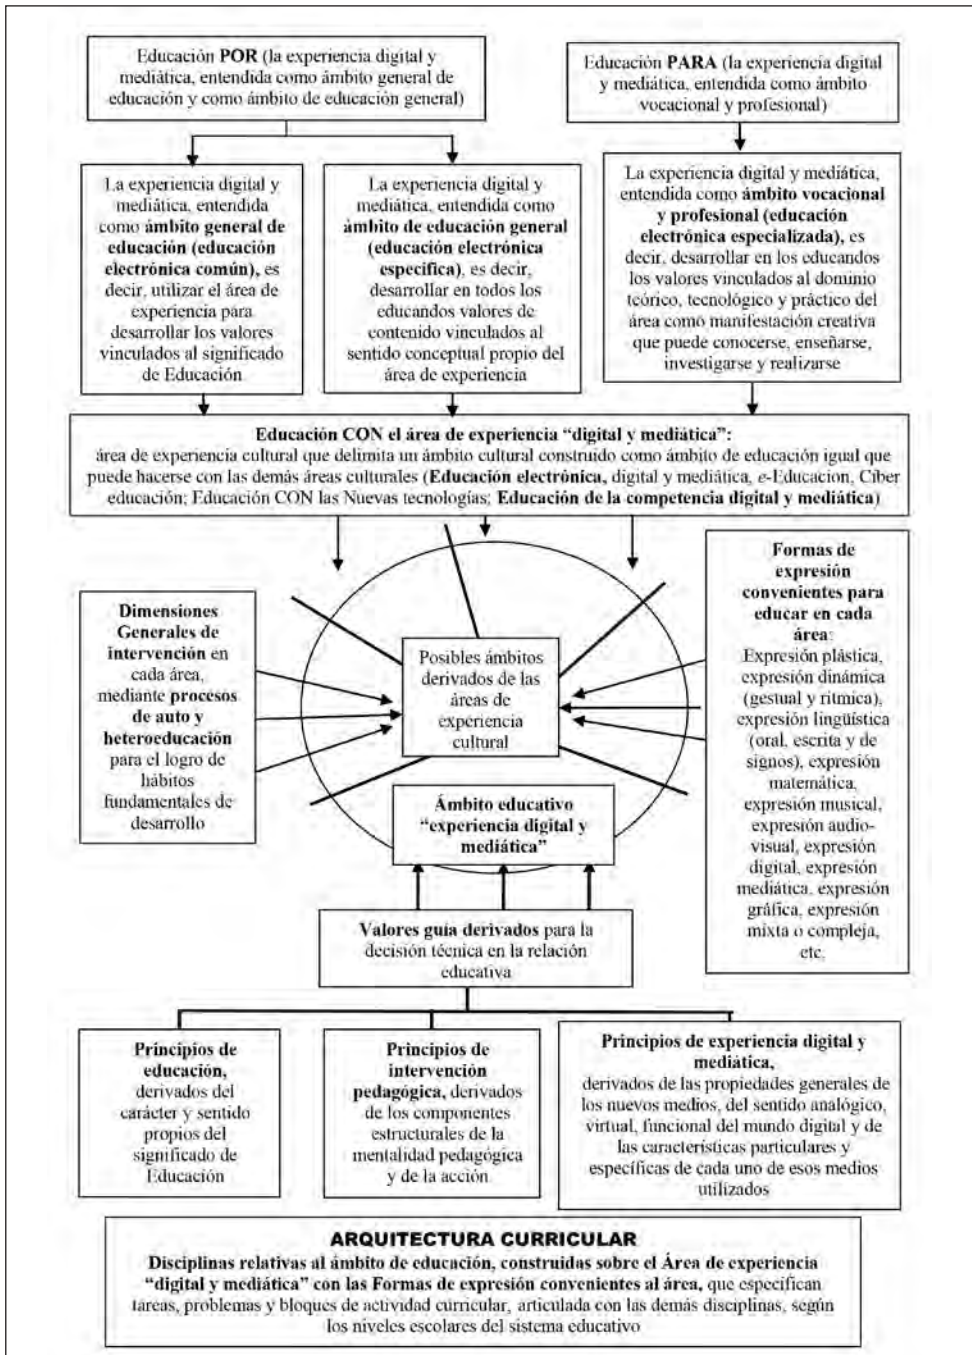 Educación POR (la experiencia digital y
mediática, entendida como ámbito general de
educación y como ámbito de educación general)
Educación PARA (la experiencia digital
y mediática, entendida como ámbito
vocacional y profesional)
La experiencia digital y
mediática, entendida
como ámbito general de
educación (educación
electrónica común), es
decir, utilizar el área de
experiencia para
desarrollar los valores
vinculados al significado
de Educación
La experiencia digital y
mediática, entendida como
ámbito de educación general
(educación electrónica
específica), es decir,
desarrollar en todos los
educandos valores de
contenido vinculados al
sentido conceptual propio del
área de experiencia
La experiencia digital y mediática,
entendida como ámbito vocacional
y profesional (educación
electrónica especializada), es
decir, desarrollar en los educandos
los valores vinculados al dominio
teórico, tecnológico y práctico del
área como manifestación creativa
que puede conocerse, enseñarse,
investigarse y realizarse
Educación CON el área de experiencia “digital y mediática”:
área de experiencia cultural que delimita un ámbito cultural construido como ámbito de educación igual que
puede hacerse con las demás áreas culturales (Educación electrónica, digital y mediática, e-Educación, Ciber
educación; Educación CON las Nuevas tecnologías; Educación de la competencia digital y mediática)
Dimensiones
Generales de
intervención en
cada área,
mediante procesos
de auto y
heteroeducación
para el logro de
hábitos
fundamentales de
desarrollo
Posibles ámbitos
derivados de las
áreas de
experiencia
cultural
Ámbito educativo
“experiencia digital y
mediática”
Formas de
expresión
convenientes para
educar en cada
área:
Expresión plástica,
expresión dinámica
(gestual y rítmica),
expresión lingüística
(oral, escrita y de
signos), expresión
matemática,
expresión musical,
expresión audio-
visual, expresión
digital, expresión
mediática, expresión
gráfica, expresión
mixta o compleja,
etc.
Valores guía derivados para la
decisión técnica en la relación
educativa
Principios de
educación,
derivados del
carácter y sentido
propios del
significado de
Educación
Principios de
intervención
pedagógica, derivados
de los componentes
estructurales de la
mentalidad pedagógica
y de la acción
Principios de experiencia digital y
mediática,
derivados de las propiedades generales de
los nuevos medios, del sentido analógico,
virtual, funcional del mundo digital y de
las características particulares y
específicas de cada uno de esos medios
utilizados
ARQUITECTURA CURRICULAR
Disciplinas relativas al ámbito de educación, construidas sobre el Área de experiencia
“digital y mediática” con las Formas de expresión convenientes al área, que especifican
tareas, problemas y bloques de actividad curricular, articulada con las demás disciplinas, según
los niveles escolares del sistema educativo